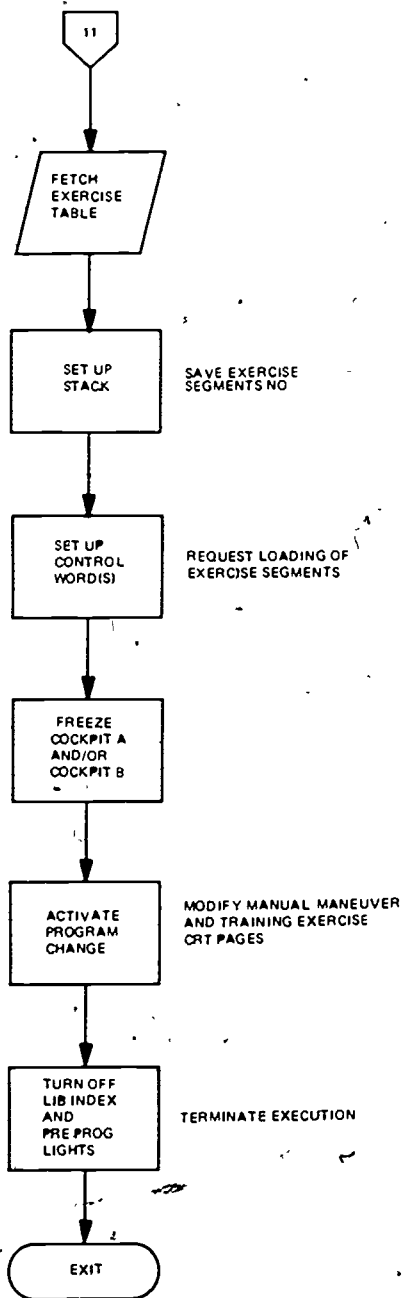 11
FETCH
EXERCISE
TABLE
SET UP
STACK
SAVE EXERCISE
SEGMENTS NO
SET UP
CONTROL
WORD(S)
REQUEST LOADING OF
EXERCISE SEGMENTS
FREEZE
COCKPIT A
AND/OR
COCKPIT B
ACTIVATE
PROGRAM
CHANGE
MODIFY MANUAL MANEUVER
AND TRAINING EXERCISE
CRT PAGES
TURN OFF
LIB INDEX
AND
PRE PROG
LIGHTS
TERMINATE EXECUTION
EXIT